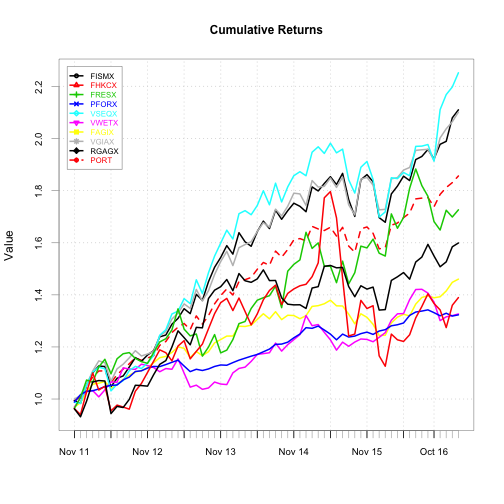 Cumulative Returns
FISMX
FHKCX
FRESX
PFORX
VSEQX
VWETX
FAGIX
VGIAX
RGAGX
PORT
Value
2.2
2.0
1.8
1.6
1.4
1.2
1.0
Nov 11 Nov 12 Nov 13 Nov 14 Nov 15 Oct 16